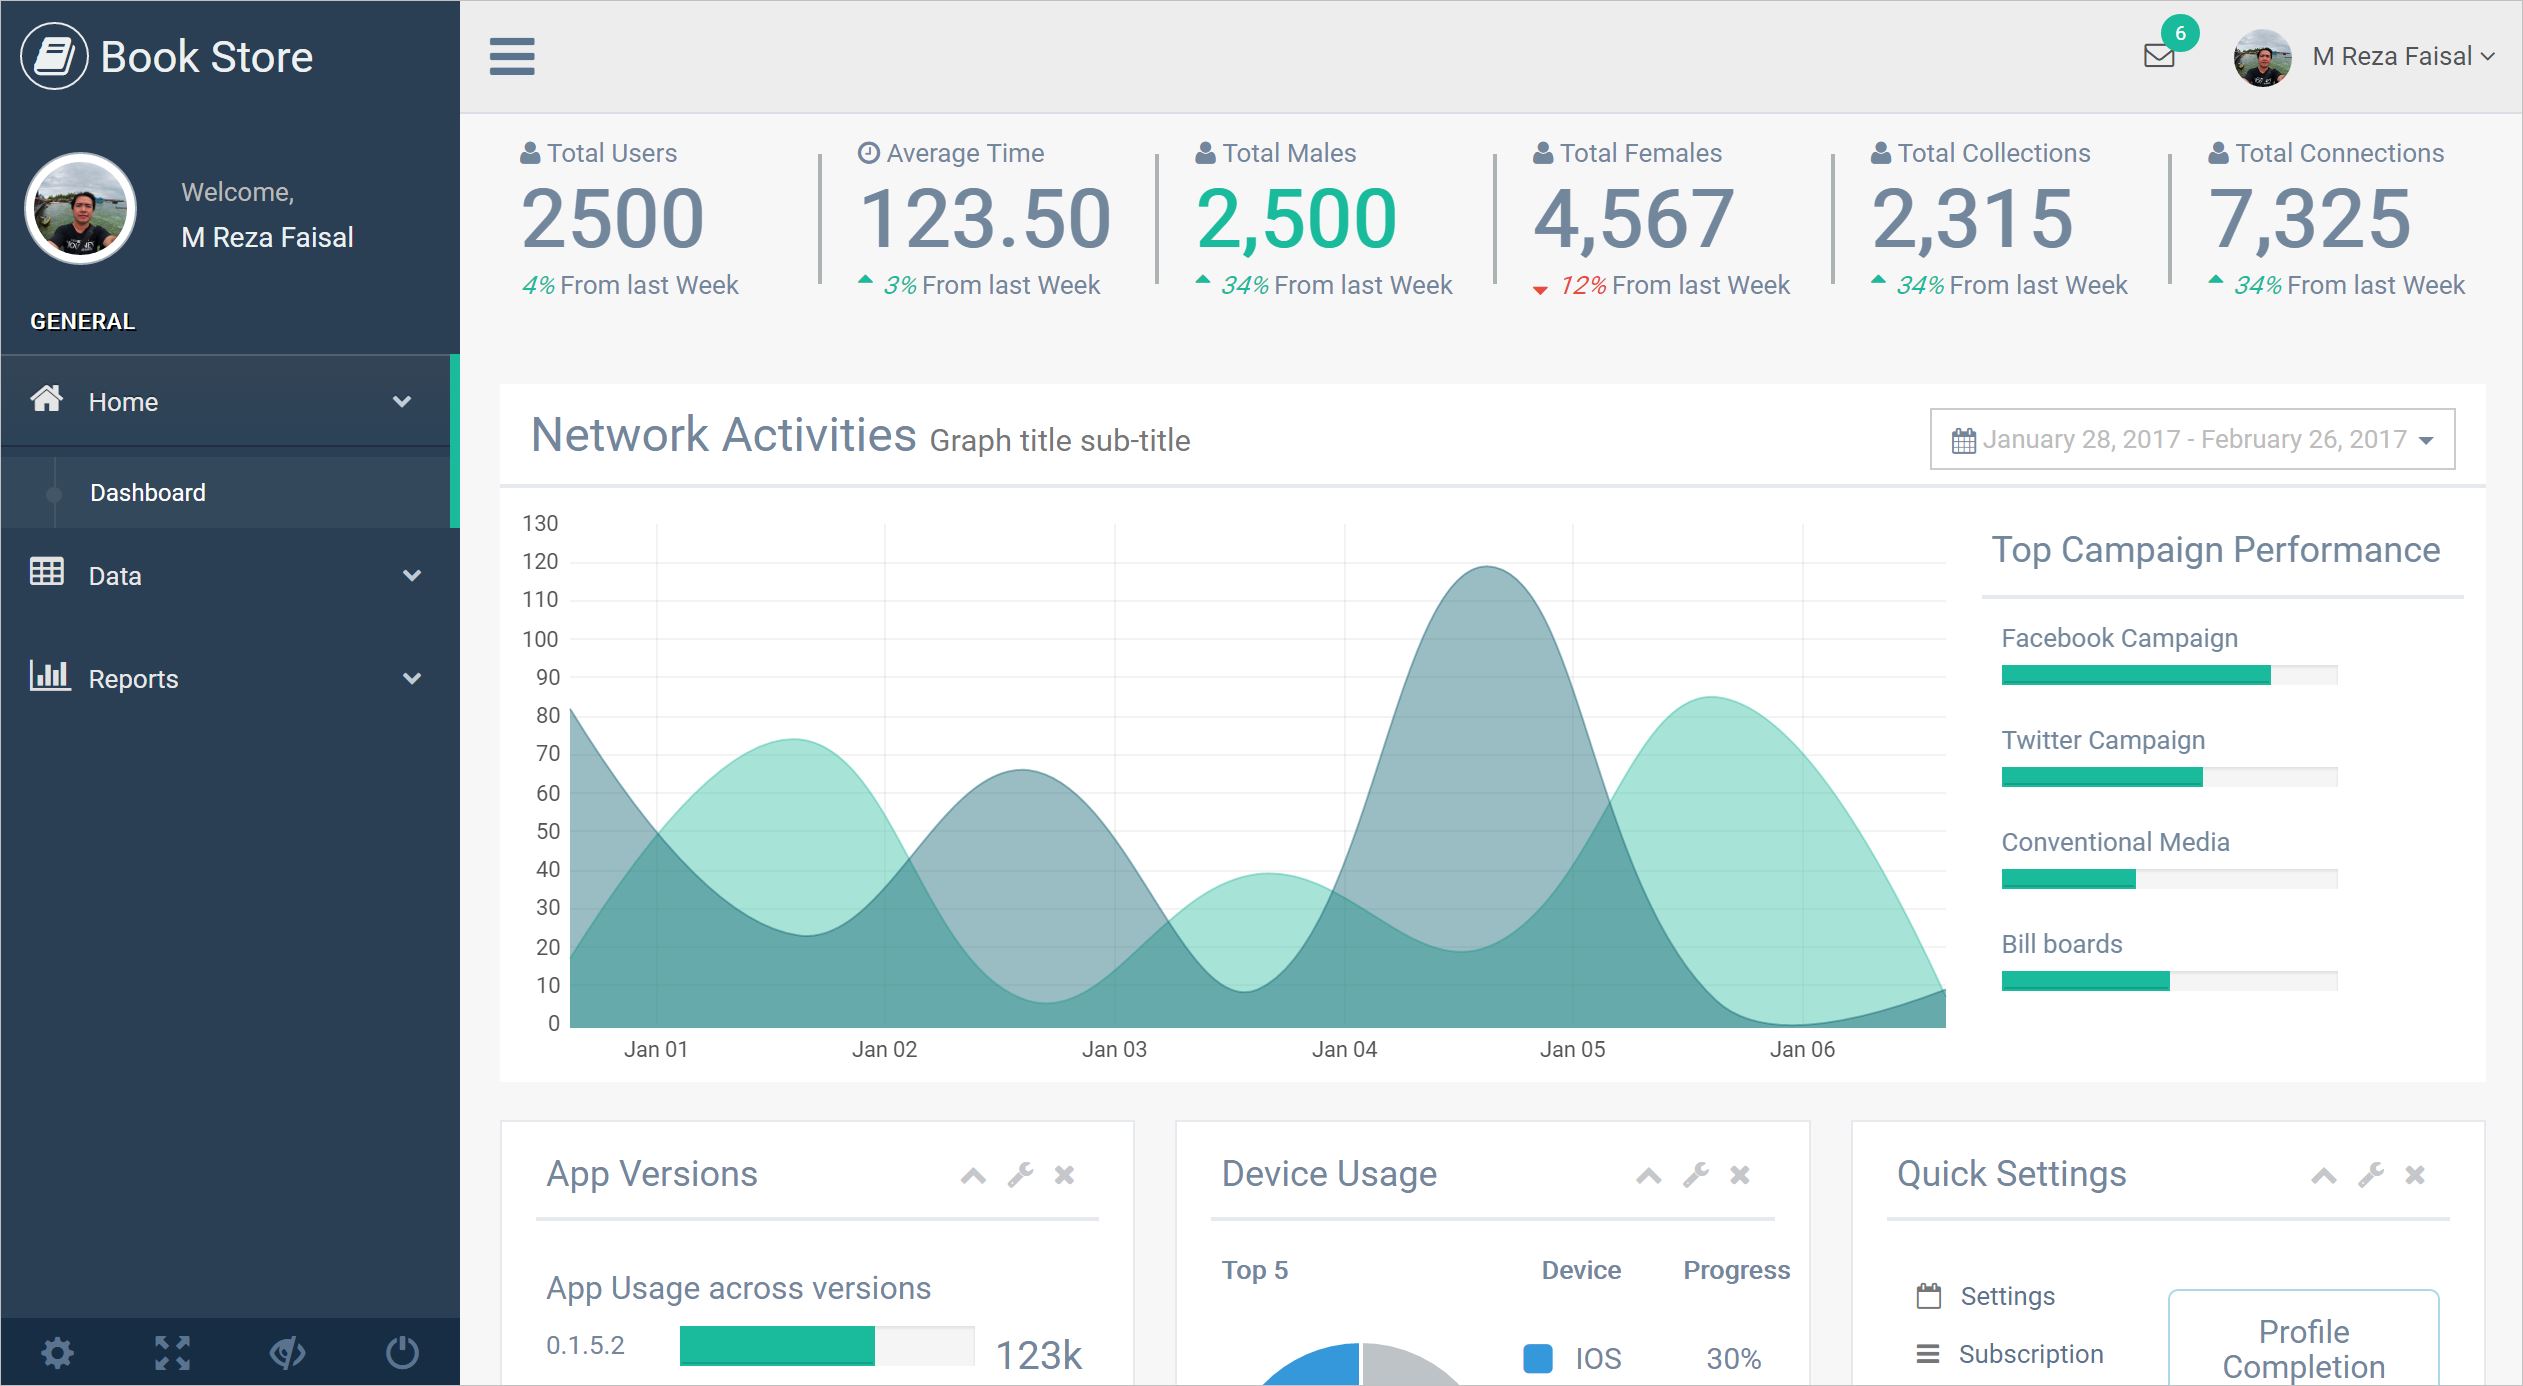 Book Store
6
M Reza Faisal
Welcome,
M Reza Faisal
GENERAL
Home
Dashboard
Data
Reports
Total Users
2500
4% From last Week
Average Time
123.50
3% From last Week
Total Males
2,500
34% From last Week
Total Females
4,567
12% From last Week
Total Collections
2,315
34% From last Week
Total Connections
7,325
34% From last Week
Network Activities Graph title sub-title
January 28, 2017 - February 26, 2017
130
120
110
100
90
80
70
60
50
40
30
20
10
0
Jan 01
Jan 02
Jan 03
Jan 04
Jan 05
Jan 06
Top Campaign Performance
Facebook Campaign
Twitter Campaign
Conventional Media
Bill boards
App Versions
App Usage across versions
0.1.5.2
123k
Device Usage
Top 5
Device
Progress
IOS
30%
Quick Settings
Settings
Subscription
Profile
Completion